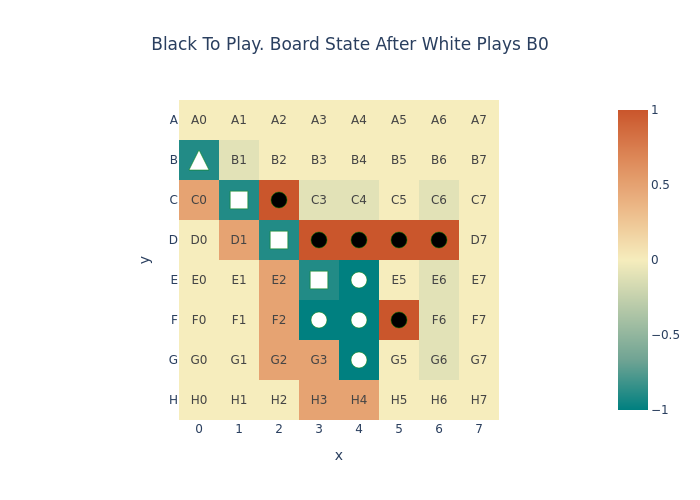 Black To Play. Board State After White Plays B0
A A0 A1 A2 A3 A4 A5 A6 A7
B B1 B2 B3 B4 B5 B6 B7
C C0 C3 C4 C5 C6 C7
D D0 D1 D7
E E0 E1 E2 E5 E6 E7
F F0 F1 F2 F6 F7
G G0 G1 G2 G3 G5 G6 G7
H H0 H1 H2 H3 H4 H5 H6 H7
0 1 2 3 4 5 6 7
x
y
1
0.5
0
−0.5
−1